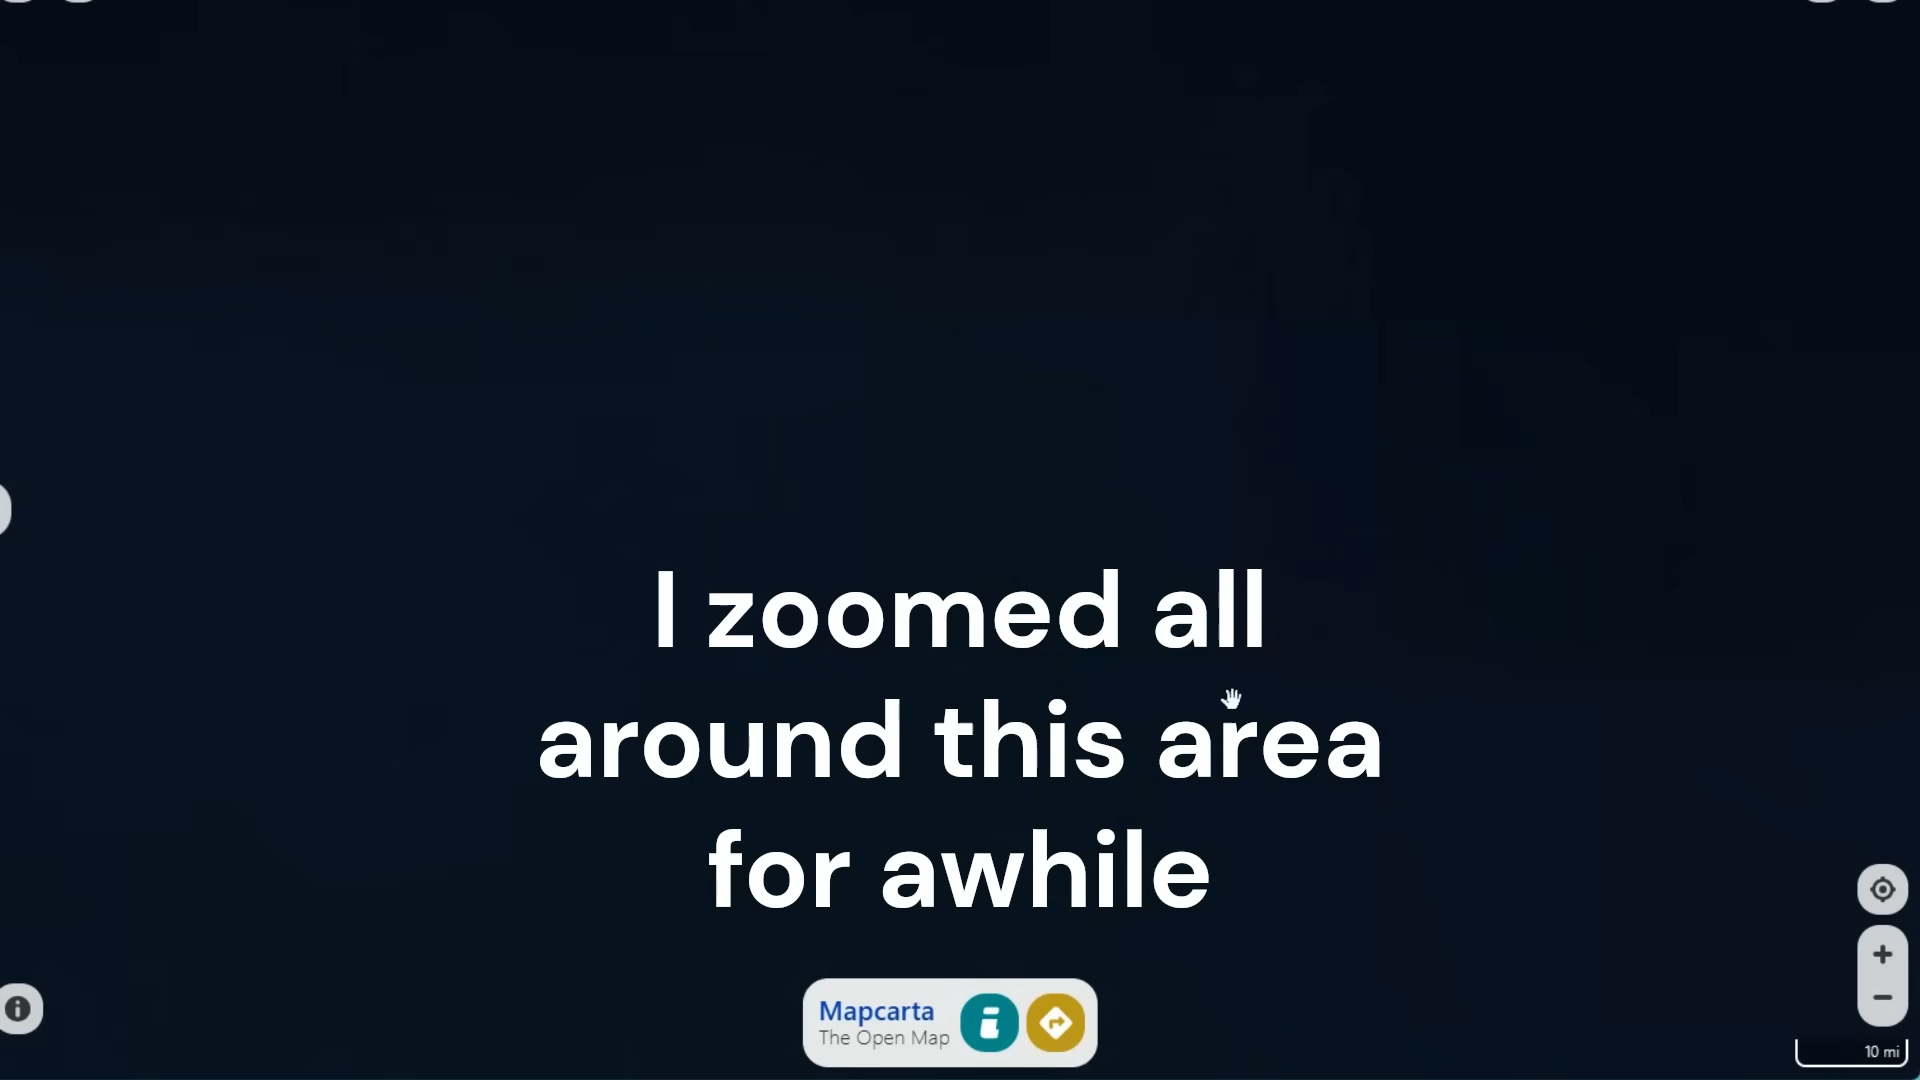 I zoomed all
around this area
for awhile
Mapcarta
The Open Map
10 mi